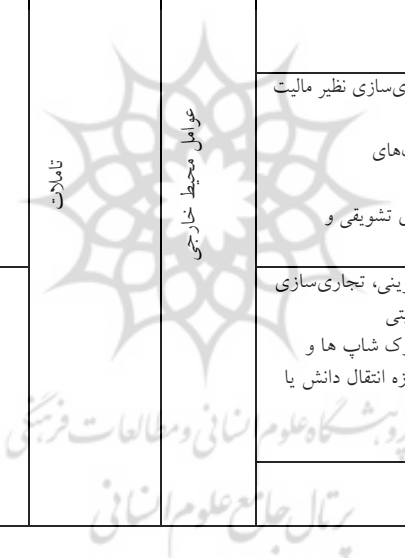 ی‌سازی نظیر مالیت
‌های
ی تشویقی و
عوامل محیط خارجی
تاملات
ینی، تجاری‌سازی
تی
ک شاپ ها و
زه انتقال دانش یا
پژوهشگاه علوم انسانی و مطالعات فرهنگی
پرتال جامع علوم انسانی